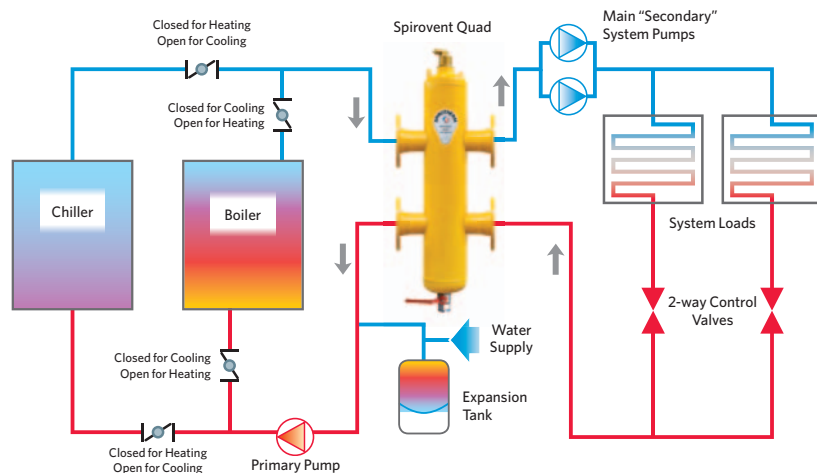 Closed for Heating
Open for Cooling
Spirovent Quad
Main “Secondary”
System Pumps
Closed for Cooling
Open for Heating
Chiller
Boiler
System Loads
2-way Control
Valves
Water
Supply
Closed for Cooling
Open for Heating
Expansion
Tank
Closed for Heating
Open for Cooling
Primary Pump